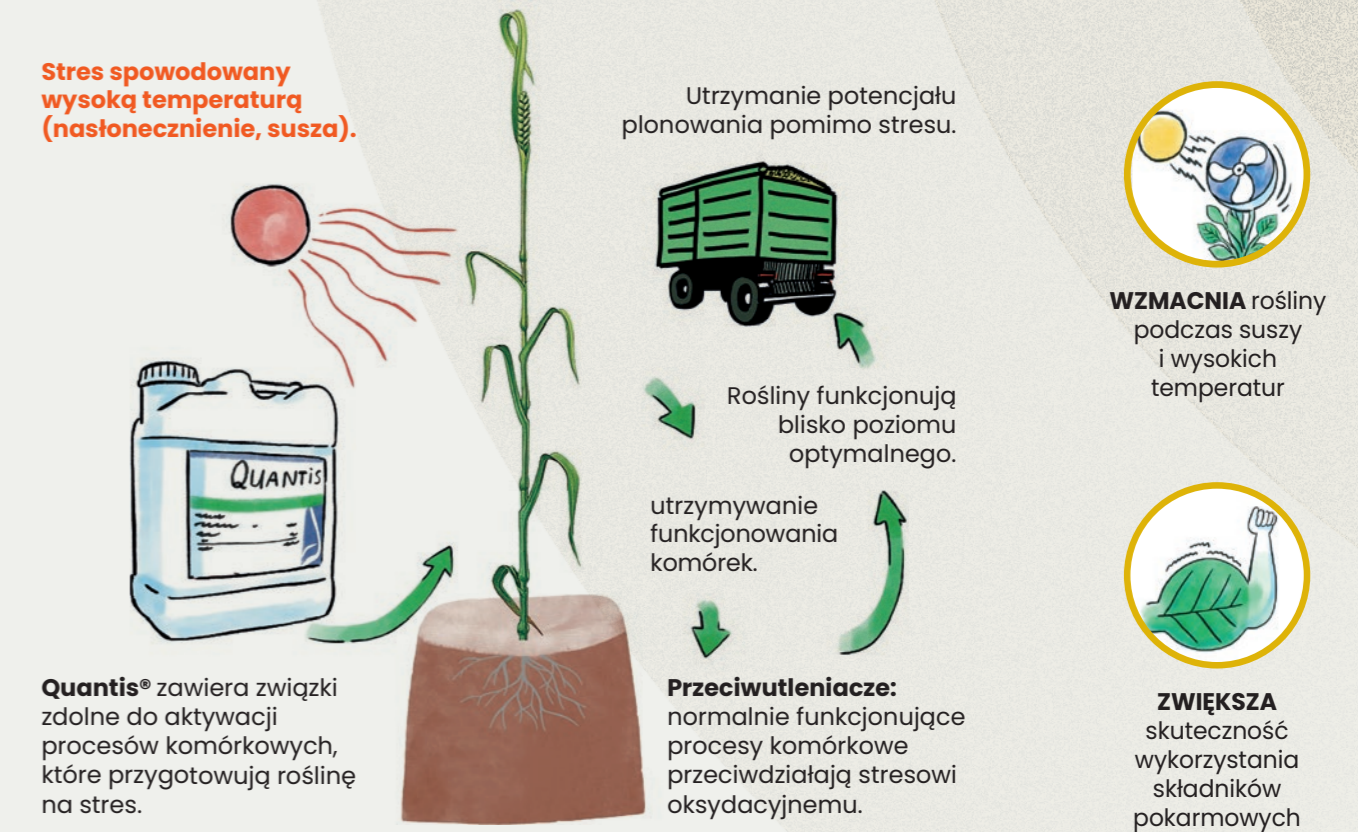 Stres spowodowany
wysoką temperaturą
(nasłonecznienie, susza).
QUANTIS
Quantis® zawiera związki
zdolne do aktywacji
procesów komórkowych,
które przygotowują roślinę
na stres.
Utrzymanie potencjału
plonowania pomimo stresu.
Rośliny funkcjonują
blisko poziomu
optymalnego.
utrzymywanie
funkcjonowania
komórek.
Przeciwutleniacze:
normalnie funkcjonujące
procesy komórkowe
przeciwdziałają stresowi
oksydacyjnemu.
WZMACNIA rośliny
podczas suszy
i wysokich
temperatur
ZWIĘKSZA
skuteczność
wykorzystania
składników
pokarmowych